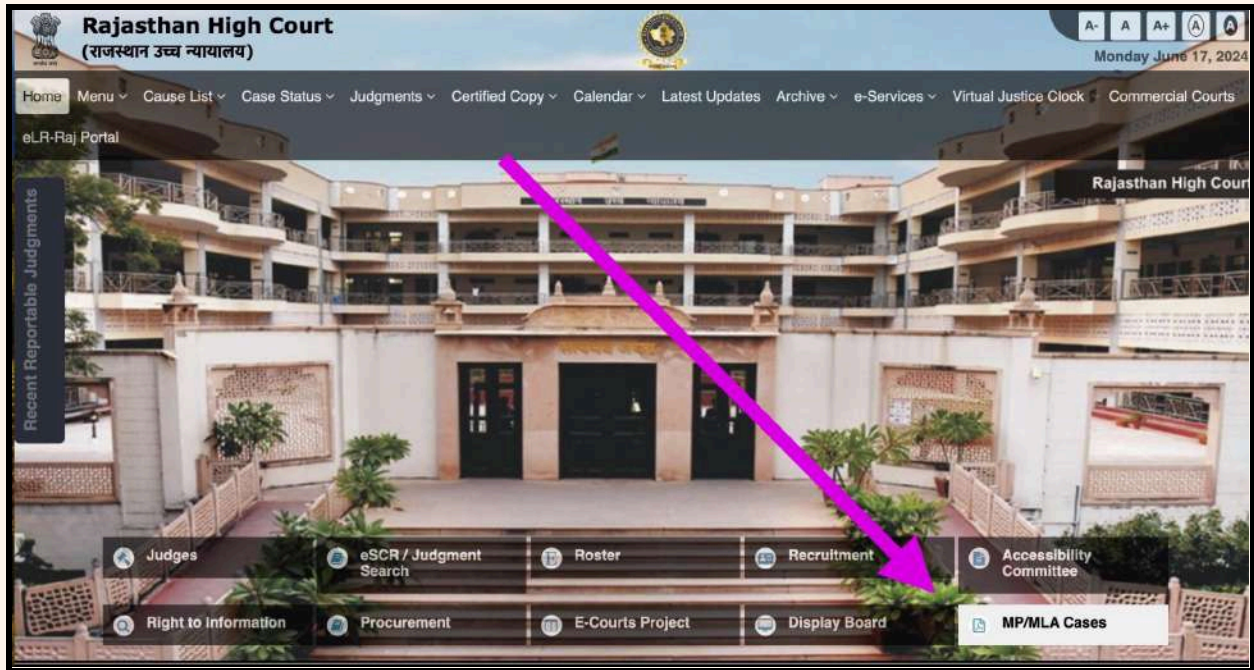 Rajasthan High Court
(राजस्थान उच्च न्यायालय)
A- A A+ A A
Monday June 17, 2024
Home Menu Cause List Case Status Judgments Certified Copy Calendar Latest Updates Archive e-Services Virtual Justice Clock Commercial Courts
eLR-Raj Portal
Rajasthan High Cour
Recent Reportable Judgments
Judges
eSCR / Judgment
Search
Roster
Recruitment
Accessibility
Committee
Right to Information
Procurement
E-Courts Project
Display Board
MP/MLA Cases